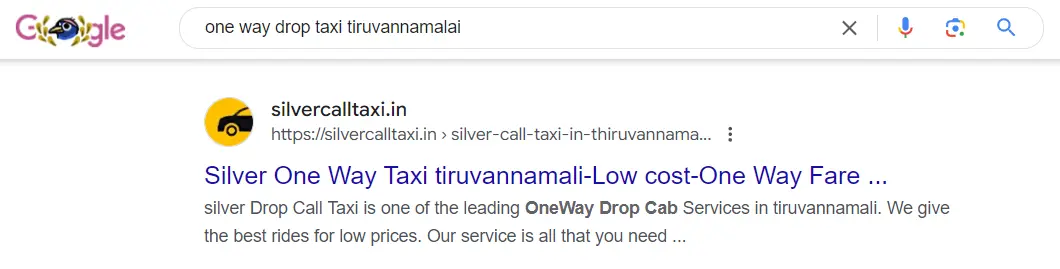 Google
one way drop taxi tiruvannamalai
silvercalltaxi.in
https://silvercalltaxi.in › silver-call-taxi-in-thiruvannama...
Silver One Way Taxi tiruvannamali-Low cost-One Way Fare ...
silver Drop Call Taxi is one of the leading OneWay Drop Cab Services in tiruvannamali. We give
the best rides for low prices. Our service is all that you need ...